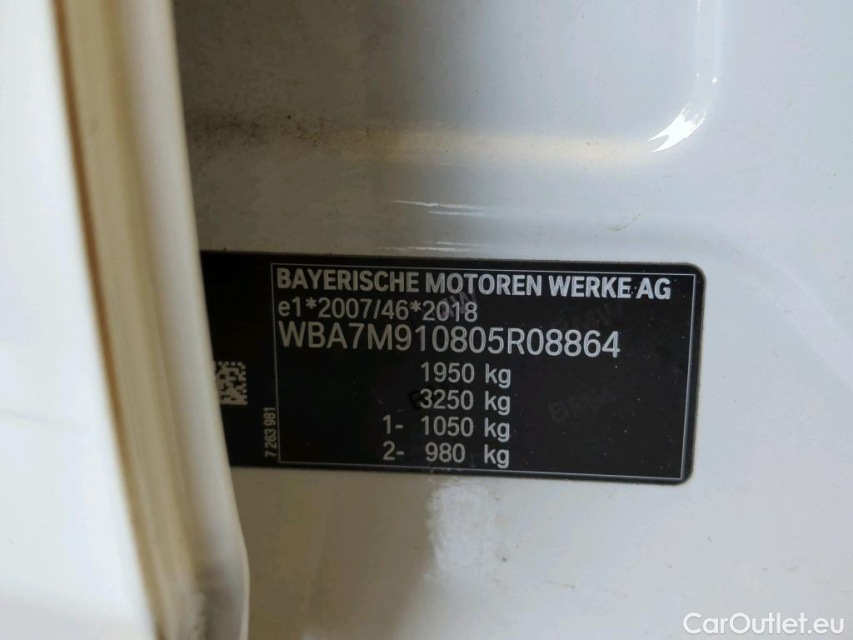 BAYERISCHE MOTOREN WERKE AG
e1*2007/46*2018
WBA7M910805R08864
1950 kg
3250 kg
1- 1050 kg
2- 980 kg
7 263 981
CarOutlet.eu